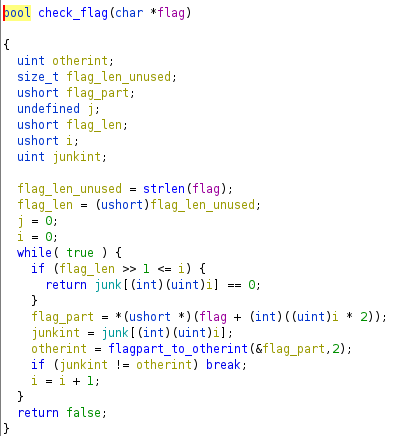 bool check_flag(char *flag)
{
uint otherint;
size_t flag_len_unused;
ushort flag_part;
undefined j;
ushort flag_len;
ushort i;
uint junkint;
flag_len_unused = strlen(flag);
flag_len = (ushort)flag_len_unused;
j = 0;
i = 0;
while( true ) {
if (flag_len >> 1 <= i) {
return junk[(int)(uint)i] == 0;
}
flag_part = *(ushort *)(flag + (int)((uint)i * 2));
junkint = junk[(int)(uint)i];
otherint = flagpart_to_otherint(&flag_part,2);
if (junkint != otherint) break;
i = i + 1;
}
return false;
}